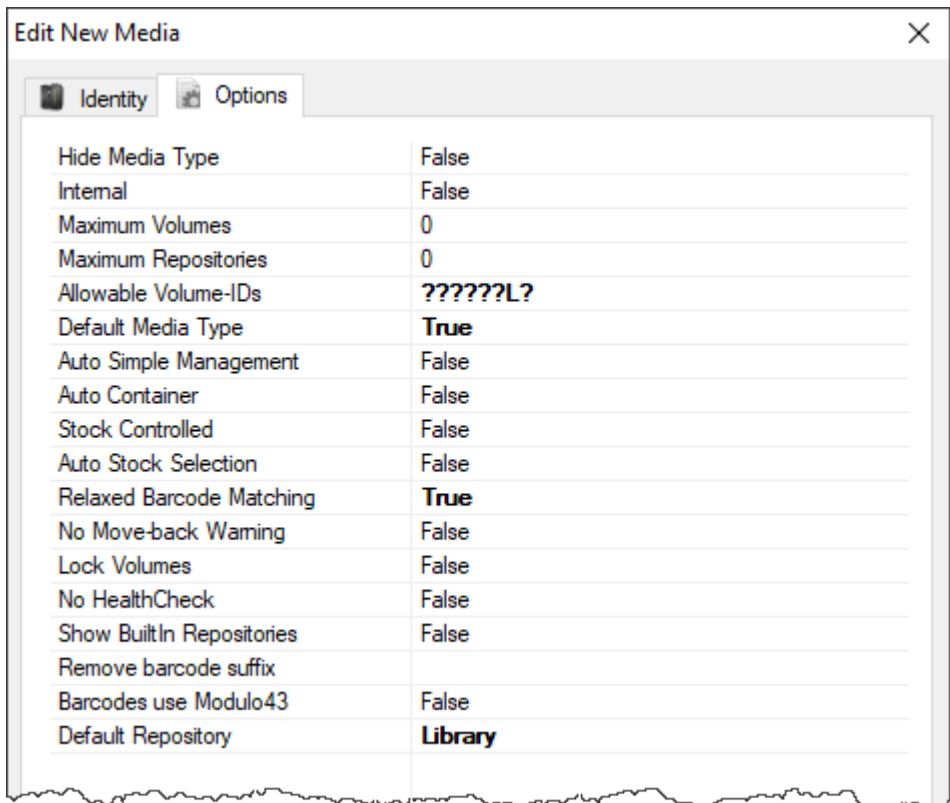 Edit New Media
Identity Options
Hide Media Type False
Internal False
Maximum Volumes 0
Maximum Repositories 0
Allowable Volume-IDs ??????L?
Default Media Type True
Auto Simple Management False
Auto Container False
Stock Controlled False
Auto Stock Selection False
Relaxed Barcode Matching True
No Move-back Warning False
Lock Volumes False
No HealthCheck False
Show BuiltIn Repositories False
Remove barcode suffix
Barcodes use Modulo43 False
Default Repository Library